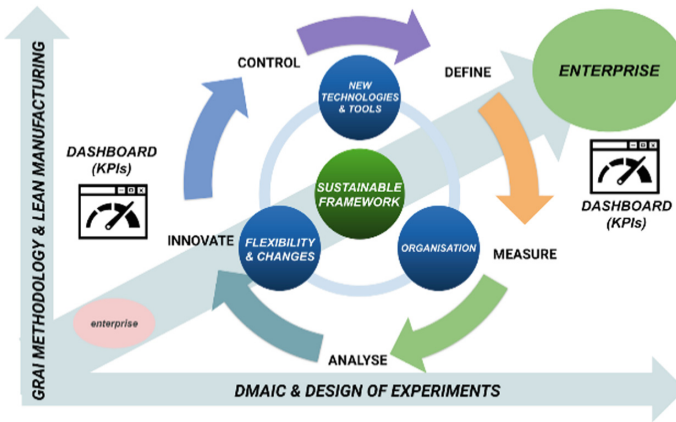 GRAI METHODOLOGY & LEAN MANUFACTURING
CONTROL
DEFINE
ENTERPRISE
NEW
TECHNOLOGIES
& TOOLS
DASHBOARD
(KPIs)
SUSTAINABLE
FRAMEWORK
DASHBOARD
(KPIs)
INNOVATE
FLEXIBILITY
& CHANGES
ORGANISATION
MEASURE
enterprise
ANALYSE
DMAIC & DESIGN OF EXPERIMENTS